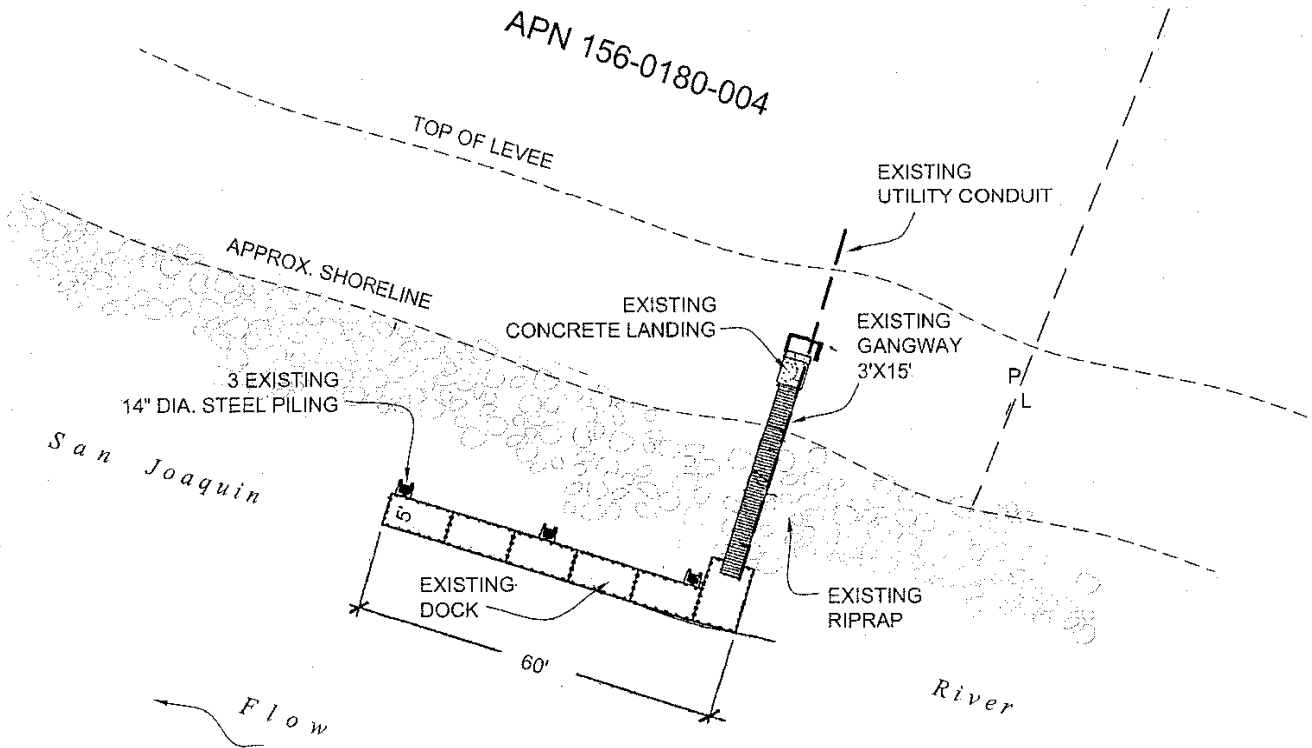 APN 156-0180-004
TOP OF LEVEE
EXISTING
UTILITY CONDUIT
APPROX. SHORELINE
EXISTING
CONCRETE LANDING
EXISTING
GANGWAY
3'X15'
P
L
3 EXISTING
14" DIA. STEEL PILING
San Joaquin
5'
EXISTING
DOCK
EXISTING
RIPRAP
60'
River
Flow